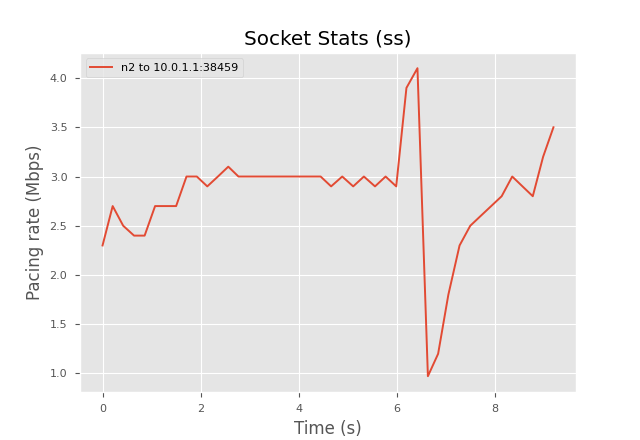 Socket Stats (ss)
n2 to 10.0.1.1:38459
Pacing rate (Mbps)
4.0
3.5
3.0
2.5
2.0
1.5
1.0
0 2 4 6 8
Time (s)